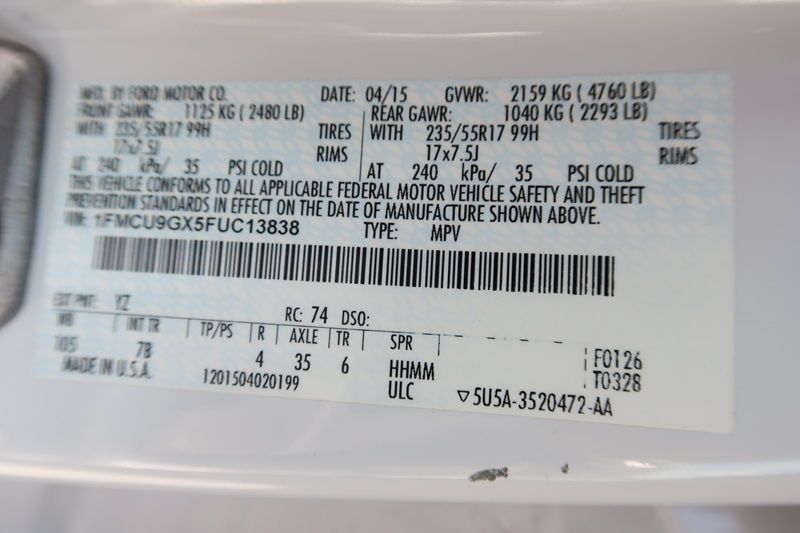 MFD. BY FORD MOTOR CO. DATE: 04/15 GVWR: 2159 KG ( 4760 LB)
FRONT GAWR: 1125 KG ( 2480 LB) REAR GAWR: 1040 KG ( 2293 LB)
WITH 235/55R17 99H TIRES WITH 235/55R17 99H TIRES
17x7.5J RIMS 17x7.5J RIMS
AT 240 kPa/ 35 PSI COLD AT 240 kPa/ 35 PSI COLD
THIS VEHICLE CONFORMS TO ALL APPLICABLE FEDERAL MOTOR VEHICLE SAFETY AND THEFT
PREVENTION STANDARDS IN EFFECT ON THE DATE OF MANUFACTURE SHOWN ABOVE.
VIN: 1FMCU9GX5FUC13838 TYPE: MPV
EXT PNT: YZ RC: 74 DSO:
WB INT TR TP/PS R AXLE TR SPR
105 7B 4 35 6 HHMM F0126
MADE IN U.S.A. 1201504020199 ULC T0328
▽5U5A-3520472-AA